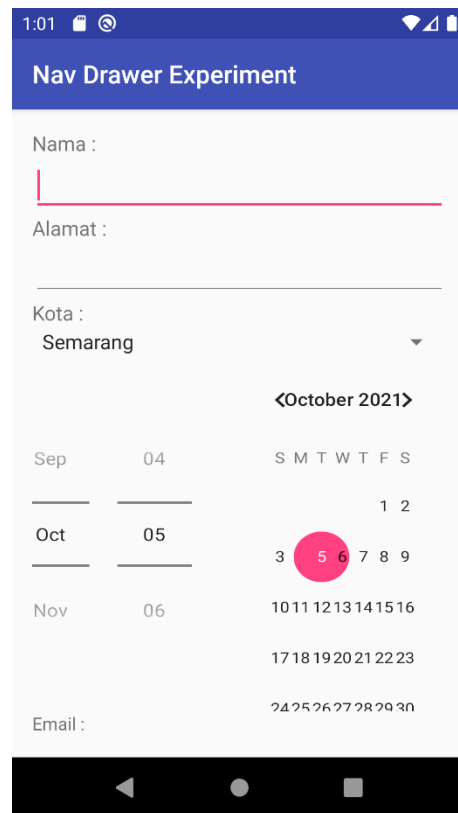 1:01
Nav Drawer Experiment
Nama :
Alamat :
Kota :
Semarang
October 2021
Sep 04
Oct 05
Nov 06
S M T W T F S
1 2
3 5 6 7 8 9
10 11 12 13 14 15 16
17 18 19 20 21 22 23
24 25 26 27 28 29 30
Email :